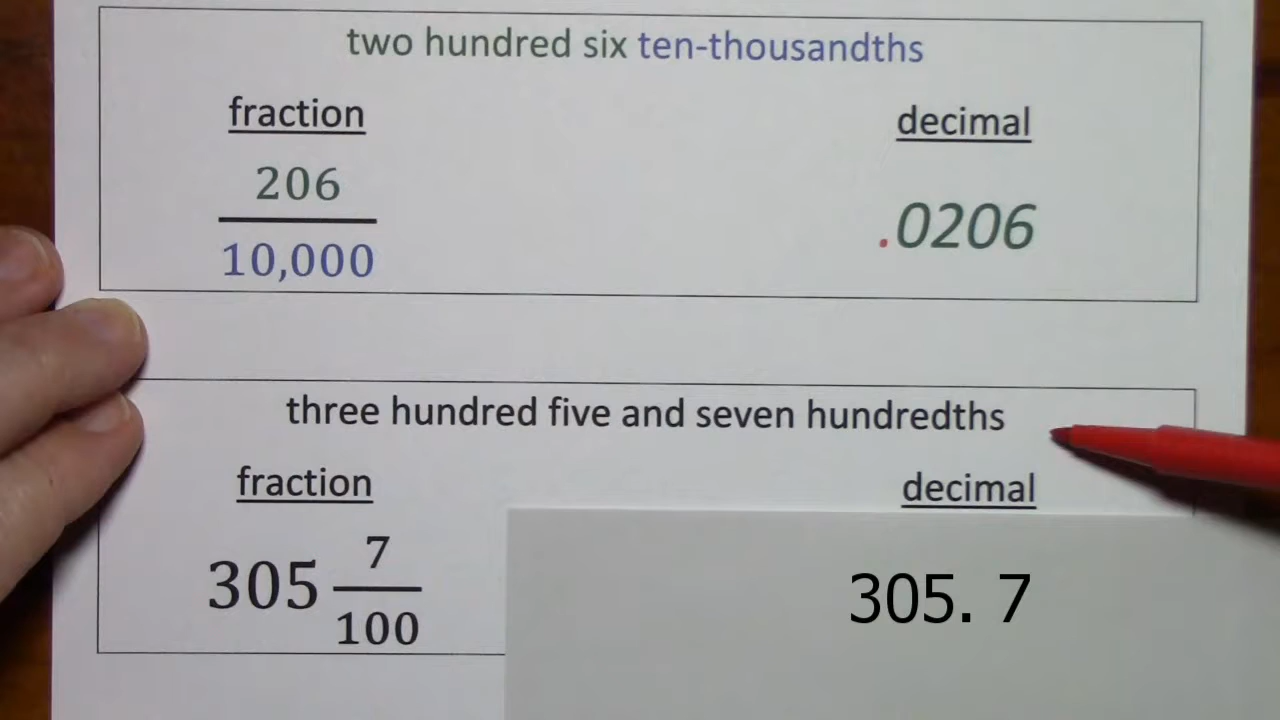 two hundred six ten-thousandths
fraction decimal
206
10,000
.0206
three hundred five and seven hundredths
fraction decimal
305 7/100
305. 7